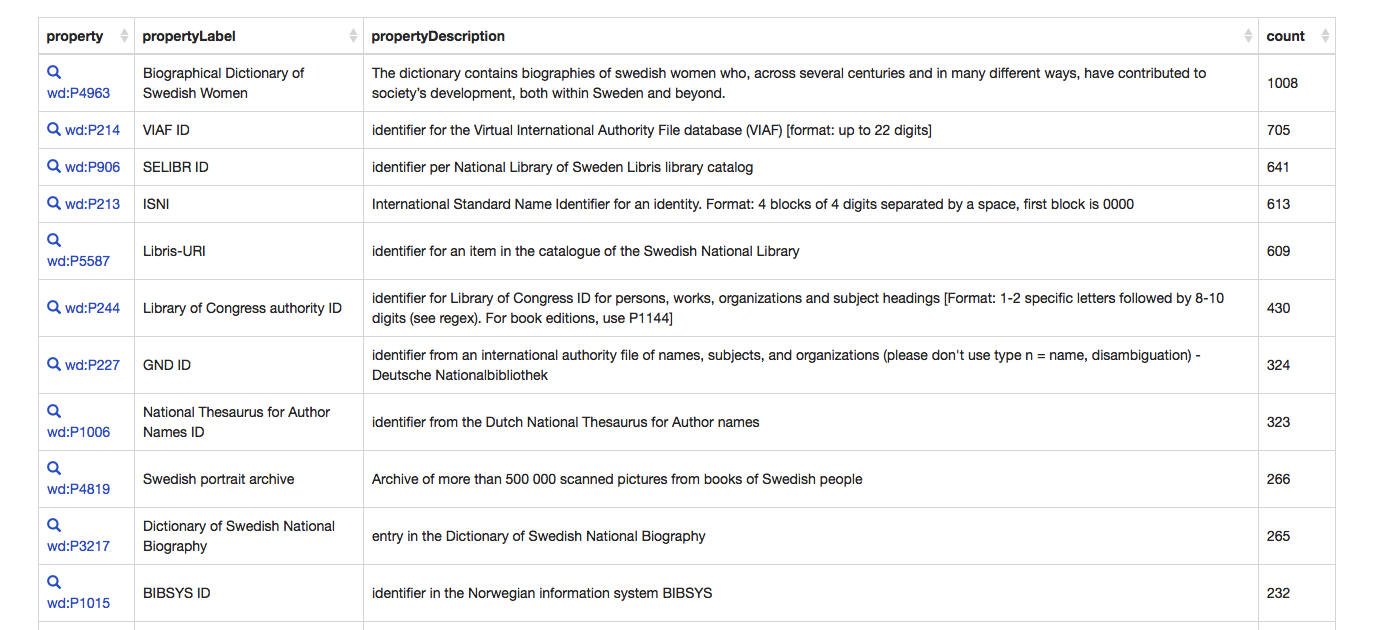 property propertyLabel propertyDescription count
Biographical Dictionary of The dictionary contains biographies of swedish women who, across several centuries and in many different ways, have contributed to
wd:P4963 Swedish Women society's development, both within Sweden and beyond. 1008
wd:P214 VIAF ID identifier for the Virtual International Authority File database (VIAF) [format: up to 22 digits] 705
wd:P906 SELIBR ID identifier per National Library of Sweden Libris library catalog 641
wd:P213 ISNI International Standard Name Identifier for an identity. Format: 4 blocks of 4 digits separated by a space, first block is 0000 613
wd:P5587 Libris-URI identifier for an item in the catalogue of the Swedish National Library 609
wd:P244 Library of Congress authority ID identifier for Library of Congress ID for persons, works, organizations and subject headings [Format: 1-2 specific letters followed by 8-10 430
digits (see regex). For book editions, use P1144]
wd:P227 GND ID identifier from an international authority file of names, subjects, and organizations (please don't use type n = name, disambiguation) - 324
Deutsche Nationalbibliothek
National Thesaurus for Author
wd:P1006 Names ID identifier from the Dutch National Thesaurus for Author names 323
wd:P4819 Swedish portrait archive Archive of more than 500 000 scanned pictures from books of Swedish people 266
Dictionary of Swedish National
wd:P3217 Biography entry in the Dictionary of Swedish National Biography 265
wd:P1015 BIBSYS ID identifier in the Norwegian information system BIBSYS 232